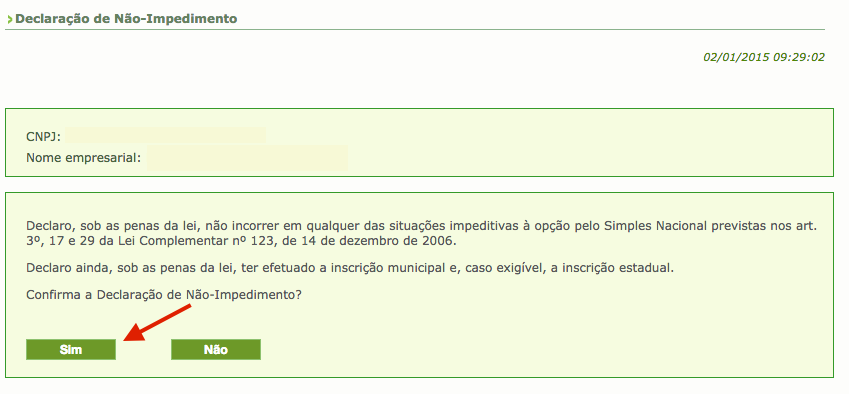 Declaração de Não-Impedimento
02/01/2015 09:29:02
CNPJ:
Nome empresarial:
Declaro, sob as penas da lei, não incorrer em qualquer das situações impeditivas à opção pelo Simples Nacional previstas nos art.
3º, 17 e 29 da Lei Complementar nº 123, de 14 de dezembro de 2006.
Declaro ainda, sob as penas da lei, ter efetuado a inscrição municipal e, caso exigível, a inscrição estadual.
Confirma a Declaração de Não-Impedimento?
Sim Não